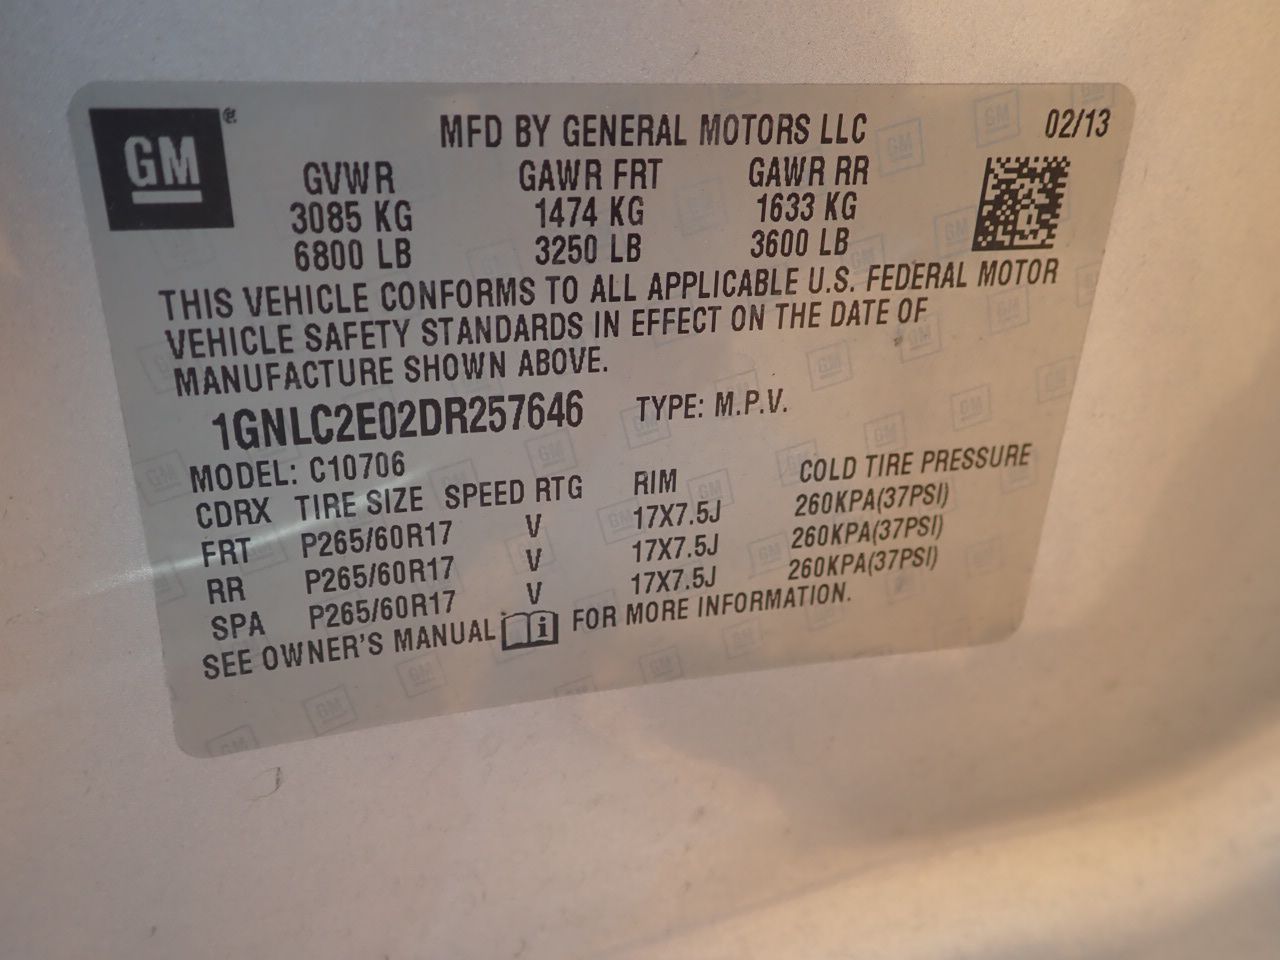 GM®
MFD BY GENERAL MOTORS LLC 02/13
GVWR GAWR FRT GAWR RR
3085 KG 1474 KG 1633 KG
6800 LB 3250 LB 3600 LB
THIS VEHICLE CONFORMS TO ALL APPLICABLE U.S. FEDERAL MOTOR
VEHICLE SAFETY STANDARDS IN EFFECT ON THE DATE OF
MANUFACTURE SHOWN ABOVE.
1GNLC2E02DR257646 TYPE: M.P.V.
MODEL: C10706
CDRX TIRE SIZE SPEED RTG RIM COLD TIRE PRESSURE
FRT P265/60R17 V 17X7.5J 260KPA(37PSI)
RR P265/60R17 V 17X7.5J 260KPA(37PSI)
SPA P265/60R17 V 17X7.5J 260KPA(37PSI)
SEE OWNER'S MANUAL i FOR MORE INFORMATION.